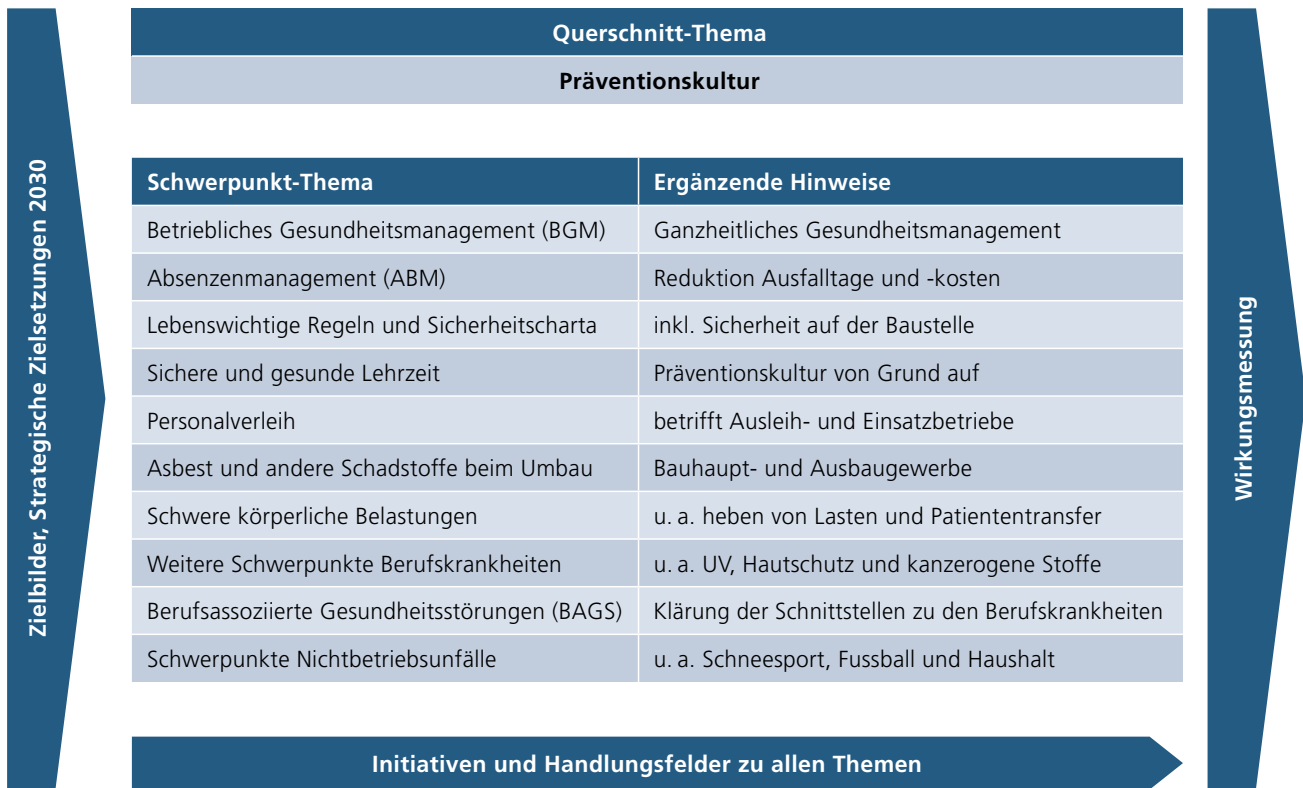 Zielbilder, Strategische Zielsetzungen 2030
Querschnitt-Thema
Präventionskultur
Schwerpunkt-Thema Ergänzende Hinweise
Betriebliches Gesundheitsmanagement (BGM) Ganzheitliches Gesundheitsmanagement
Absenzenmanagement (ABM) Reduktion Ausfalltage und -kosten
Lebenswichtige Regeln und Sicherheitscharta inkl. Sicherheit auf der Baustelle
Sichere und gesunde Lehrzeit Präventionskultur von Grund auf
Personalverleih betrifft Ausleih- und Einsatzbetriebe
Asbest und andere Schadstoffe beim Umbau Bauhaupt- und Ausbaugewerbe
Schwere körperliche Belastungen u. a. heben von Lasten und Patiententransfer
Weitere Schwerpunkte Berufskrankheiten u. a. UV, Hautschutz und kanzerogene Stoffe
Berufsassoziierte Gesundheitsstörungen (BAGS) Klärung der Schnittstellen zu den Berufskrankheiten
Schwerpunkte Nichtbetriebsunfälle u. a. Schneesport, Fussball und Haushalt
Initiativen und Handlungsfelder zu allen Themen
Wirkungsmessung